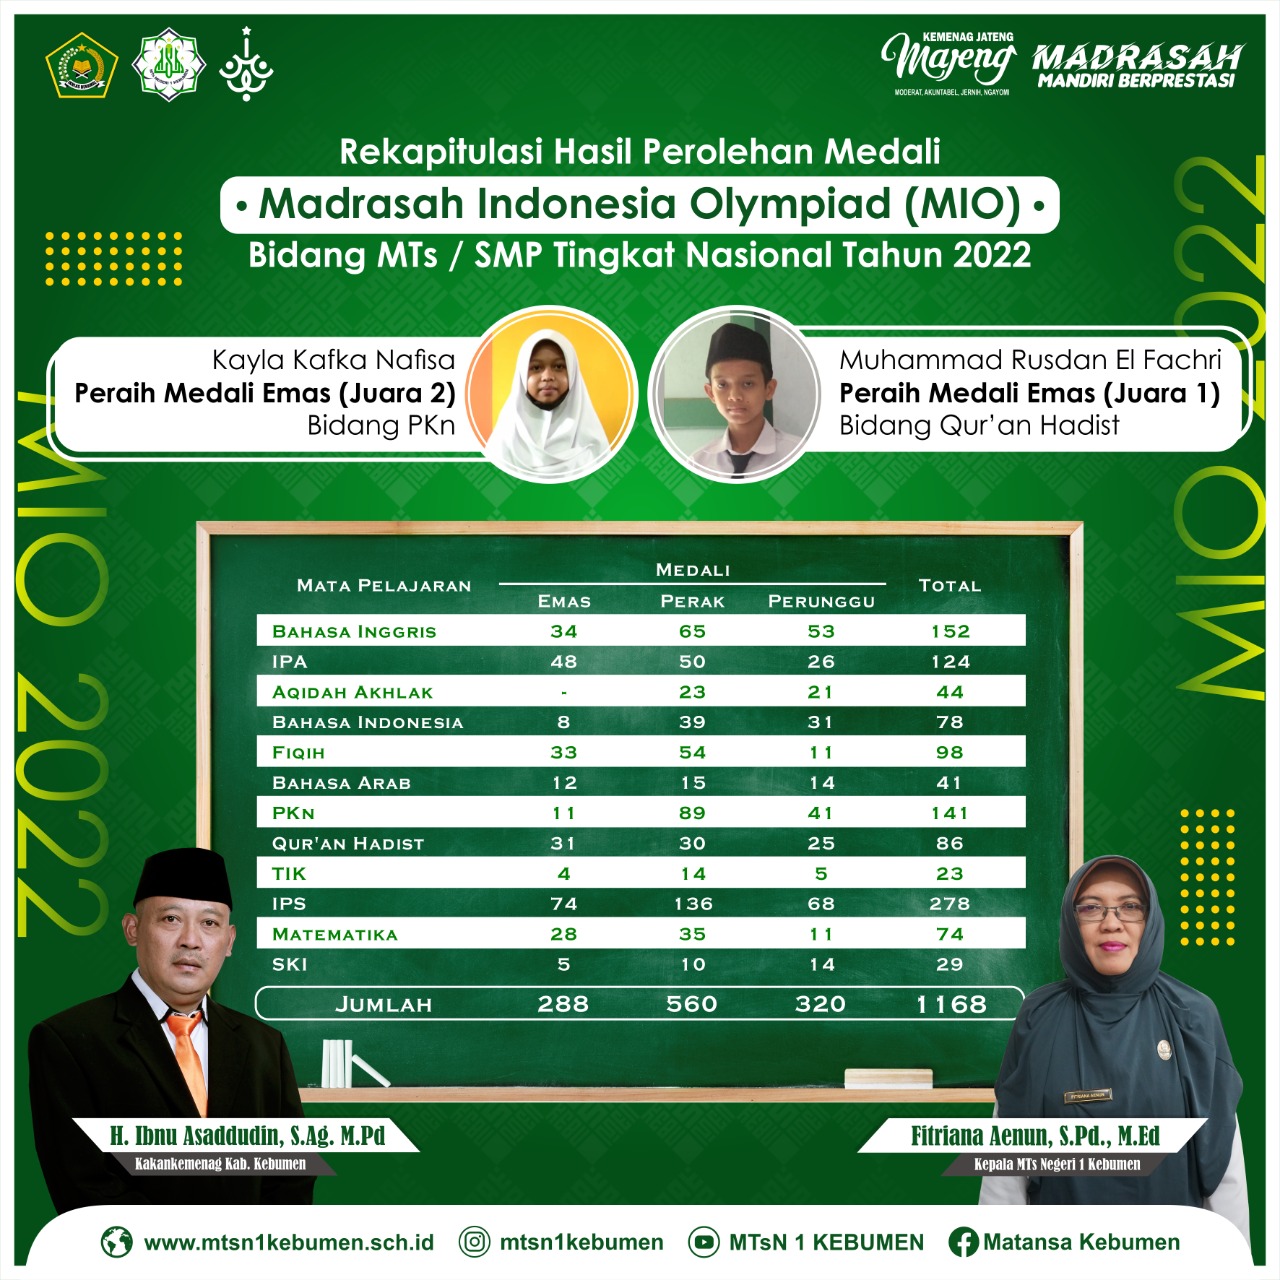 KEMENAG JATENG
Majeng
MODERAT, AKUNTABEL, JERNIH, NGAYOMI
MADRASAH
MANDIRI BERPRESTASI
Rekapitulasi Hasil Perolehan Medali
• Madrasah Indonesia Olympiad (MIO) •
Bidang MTs / SMP Tingkat Nasional Tahun 2022
Kayla Kafka Nafisa
Peraih Medali Emas (Juara 2)
Bidang PKn
Muhammad Rusdan El Fachri
Peraih Medali Emas (Juara 1)
Bidang Qur'an Hadist
MIO 2022
MIO 2022
MATA PELAJARAN MEDALI TOTAL
EMAS PERAK PERUNGGU
BAHASA INGGRIS 34 65 53 152
IPA 48 50 26 124
AQIDAH AKHLAK - 23 21 44
BAHASA INDONESIA 8 39 31 78
FIQIH 33 54 11 98
BAHASA ARAB 12 15 14 41
PKN 11 89 41 141
QUR'AN HADIST 31 30 25 86
TIK 4 14 5 23
IPS 74 136 68 278
MATEMATIKA 28 35 11 74
SKI 5 10 14 29
JUMLAH 288 560 320 1168
H. Ibnu Asaddudin, S.Ag. M.Pd
Kakankemenag Kab. Kebumen
FITRIANA AENUN
Fitriana Aenun, S.Pd., M.Ed
Kepala MTs Negeri 1 Kebumen
www.mtsn1kebumen.sch.id
mtsn1kebumen
MTsN 1 KEBUMEN
Matansa Kebumen